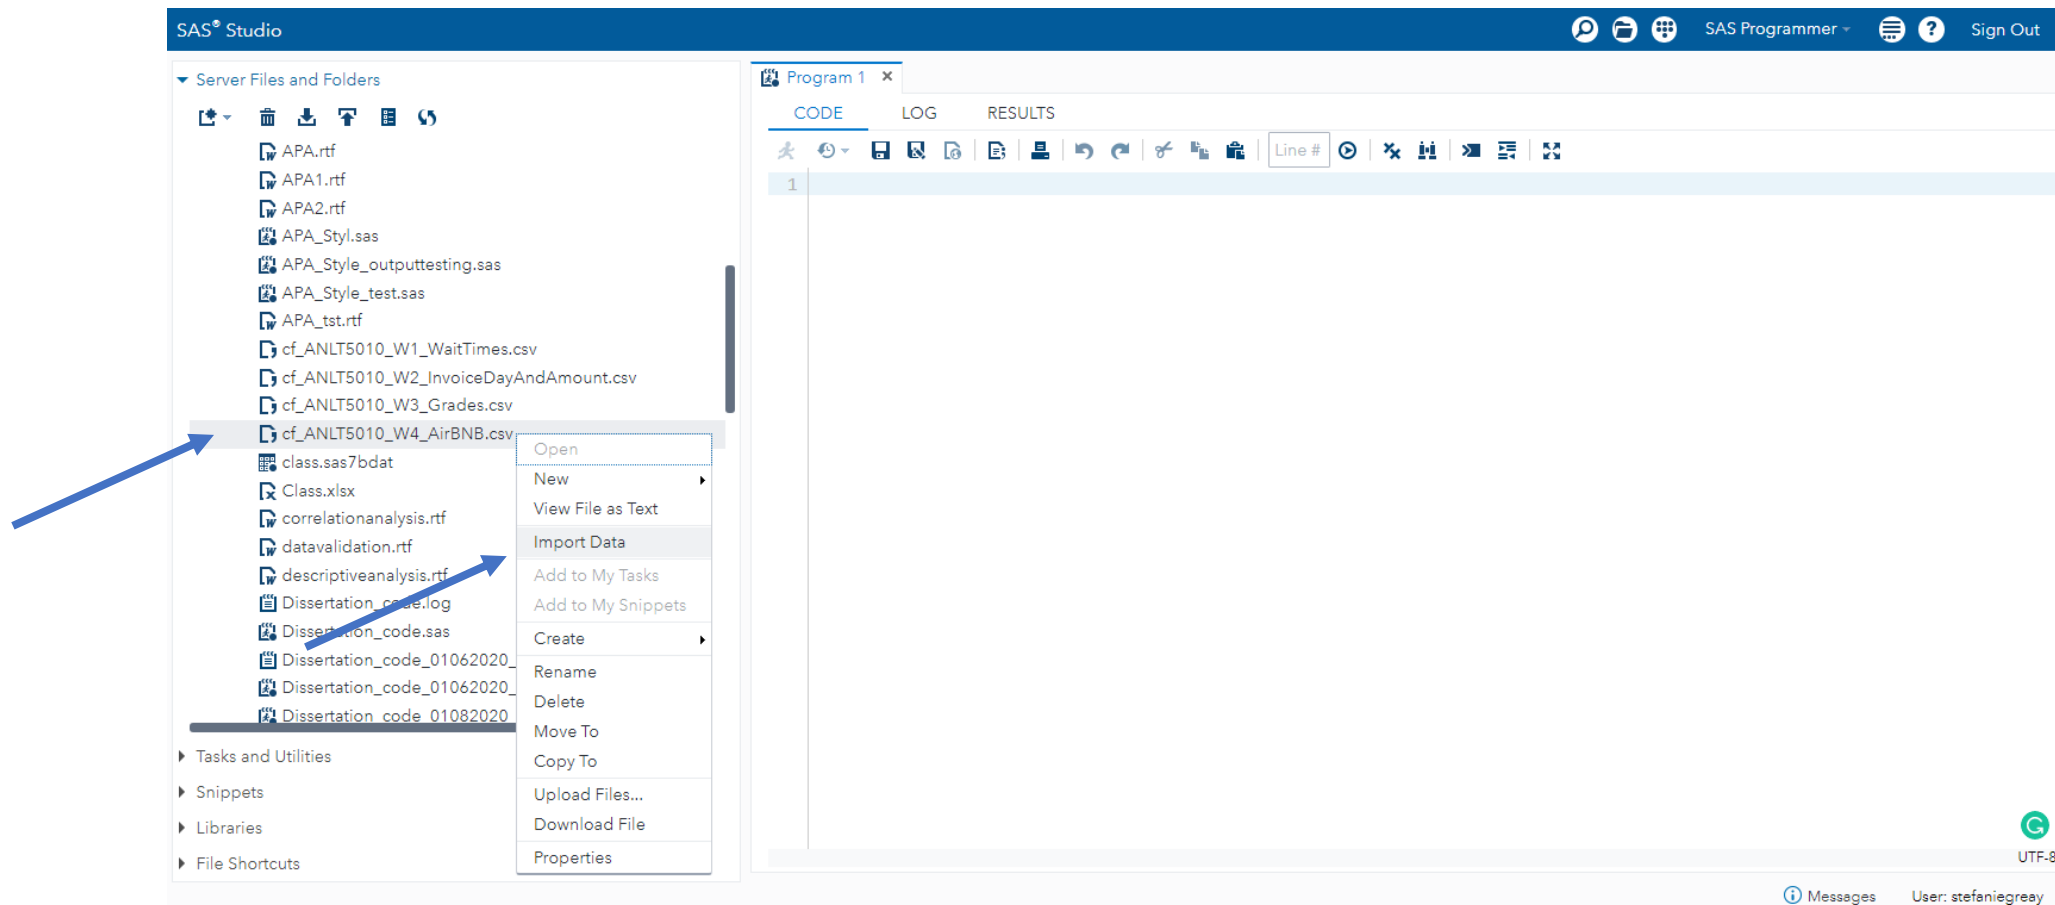 SAS® Studio
SAS Programmer
Sign Out
Server Files and Folders
APA.rtf
APA1.rtf
APA2.rtf
APA_Styl.sas
APA_Style_outputtesting.sas
APA_Style_test.sas
APA_tst.rtf
cf_ANLT5010_W1_WaitTimes.csv
cf_ANLT5010_W2_InvoiceDayAndAmount.csv
cf_ANLT5010_W3_Grades.csv
cf_ANLT5010_W4_AirBNB.csv
class.sas7bdat
Class.xlsx
correlationanalysis.rtf
datavalidation.rtf
descriptiveanalysis.rtf
Dissertation_code.log
Dissertation_code.sas
Dissertation_code_01062020_
Dissertation_code_01062020_
Dissertation_code_01082020
Tasks and Utilities
Snippets
Libraries
File Shortcuts
Open
New
View File as Text
Import Data
Add to My Tasks
Add to My Snippets
Create
Rename
Delete
Move To
Copy To
Upload Files...
Download File
Properties
Program 1
CODE LOG RESULTS
Line #
1
UTF-8
Messages User: stefaniegreay